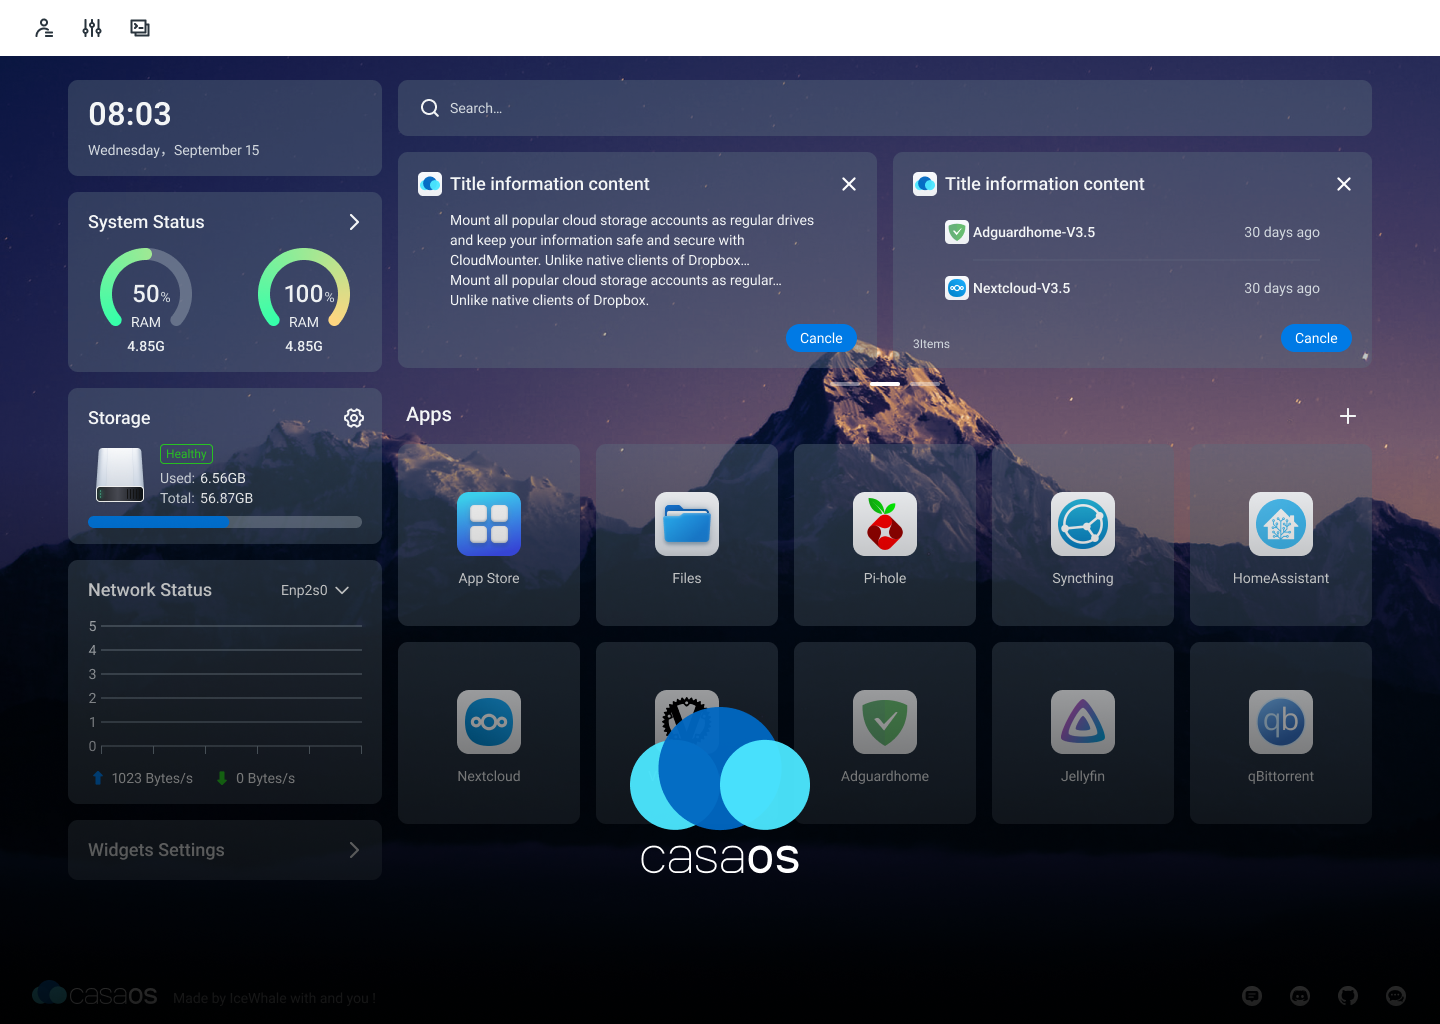 08:03
Wednesday，September 15
System Status
50%
RAM
4.85G
100%
RAM
4.85G
Storage
Healthy
Used: 6.56GB
Total: 56.87GB
Network Status
Enp2s0
5
4
3
2
1
0
1023 Bytes/s
0 Bytes/s
Widgets Settings
Search...
Title information content
Mount all popular cloud storage accounts as regular drives
and keep your information safe and secure with
CloudMounter. Unlike native clients of Dropbox...
Mount all popular cloud storage accounts as regular...
Unlike native clients of Dropbox.
Cancle
Title information content
Adguardhome-V3.5
30 days ago
Nextcloud-V3.5
30 days ago
3Items
Cancle
Apps
App Store
Files
Pi-hole
Syncthing
HomeAssistant
Nextcloud
Adguardhome
Jellyfin
qb
qBittorrent
casaos
casaos
Made by IceWhale with and you !